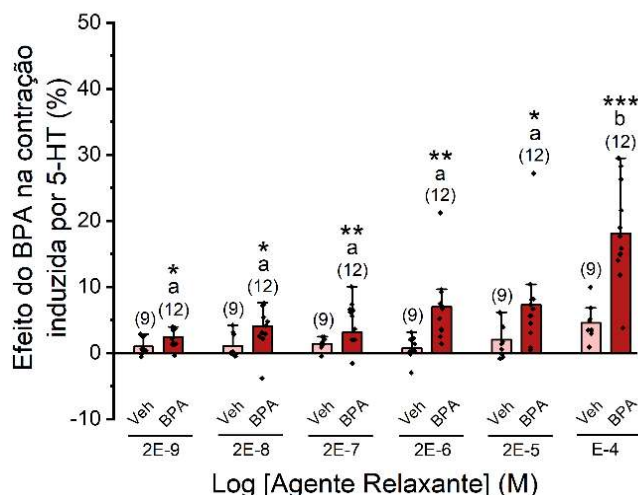 Efeito do BPA na contração
induzida por 5-HT (%)
50
40
30
20
10
0
-10
(9)
*
a
(12)
(9)
*
a
(12)
(9)
**
a
(12)
(9)
**
a
(12)
(9)
*
a
(12)
(9)
***
b
(12)
Veh BPA Veh BPA Veh BPA Veh BPA Veh BPA Veh BPA
2E-9 2E-8 2E-7 2E-6 2E-5 E-4
Log [Agente Relaxante] (M)